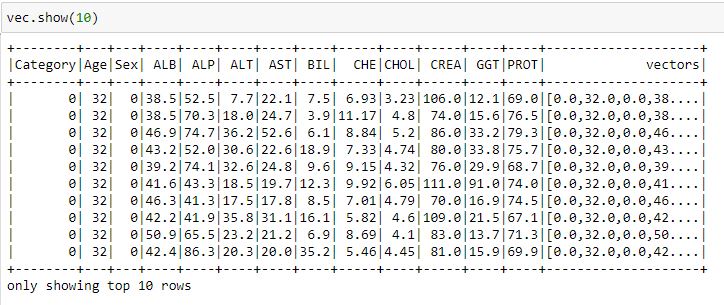 vec.show(10)
+--------+---+---+----+----+----+----+----+-----+----+-----+----+----+--------------------+
|Category|Age|Sex| ALB| ALP| ALT| AST| BIL|  CHE|CHOL| CREA| GGT|PROT|             vectors|
+--------+---+---+----+----+----+----+----+-----+----+-----+----+----+--------------------+
|       0| 32|  0|38.5|52.5| 7.7|22.1| 7.5| 6.93|3.23|106.0|12.1|69.0|[0.0,32.0,0.0,38....|
|       0| 32|  0|38.5|70.3|18.0|24.7| 3.9|11.17| 4.8| 74.0|15.6|76.5|[0.0,32.0,0.0,38....|
|       0| 32|  0|46.9|74.7|36.2|52.6| 6.1| 8.84| 5.2| 86.0|33.2|79.3|[0.0,32.0,0.0,46....|
|       0| 32|  0|43.2|52.0|30.6|22.6|18.9| 7.33|4.74| 80.0|33.8|75.7|[0.0,32.0,0.0,43....|
|       0| 32|  0|39.2|74.1|32.6|24.8| 9.6| 9.15|4.32| 76.0|29.9|68.7|[0.0,32.0,0.0,39....|
|       0| 32|  0|41.6|43.3|18.5|19.7|12.3| 9.92|6.05|111.0|91.0|74.0|[0.0,32.0,0.0,41....|
|       0| 32|  0|46.3|41.3|17.5|17.8| 8.5| 7.01|4.79| 70.0|16.9|74.5|[0.0,32.0,0.0,46....|
|       0| 32|  0|42.2|41.9|35.8|31.1|16.1| 5.82| 4.6|109.0|21.5|67.1|[0.0,32.0,0.0,42....|
|       0| 32|  0|50.9|65.5|23.2|21.2| 6.9| 8.69| 4.1| 83.0|13.7|71.3|[0.0,32.0,0.0,50....|
|       0| 32|  0|42.4|86.3|20.3|20.0|35.2| 5.46|4.45| 81.0|15.9|69.9|[0.0,32.0,0.0,42....|
+--------+---+---+----+----+----+----+----+-----+----+-----+----+----+--------------------+
only showing top 10 rows